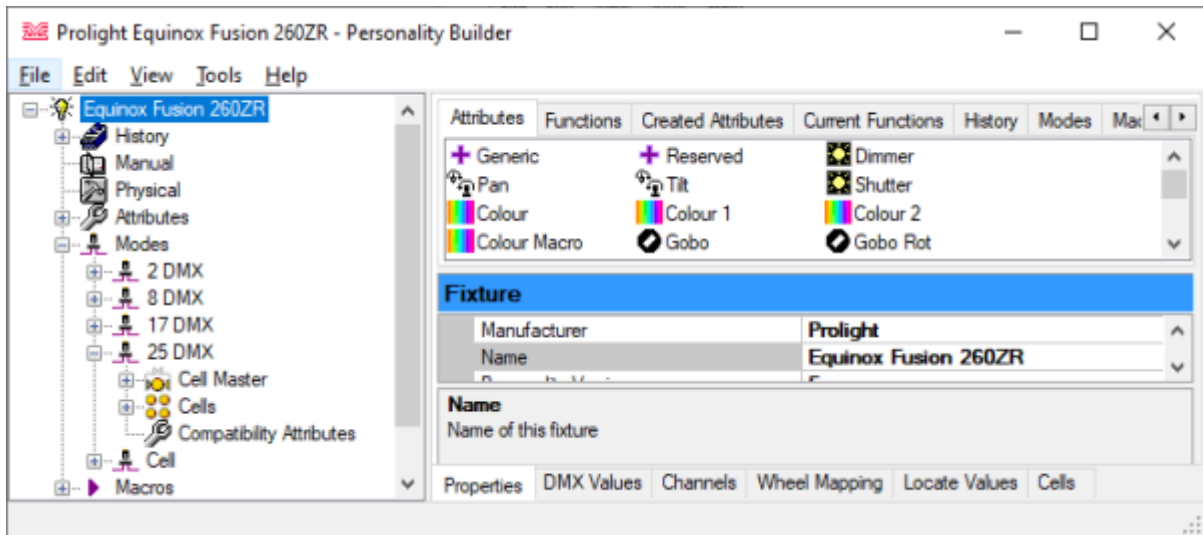 Prolight Equinox Fusion 260ZR - Personality Builder
File Edit View Tools Help
Equinox Fusion 260ZR
History
Manual
Physical
Attributes
Modes
2 DMX
8 DMX
17 DMX
25 DMX
Cell Master
Cells
Compatibility Attributes
Cell
Macros
Attributes Functions Created Attributes Current Functions History Modes
Generic Reserved Dimmer
Pan Tilt Shutter
Colour Colour 1 Colour 2
Colour Macro Gobo Gobo Rot
Fixture
Manufacturer Prolight
Name Equinox Fusion 260ZR
Name
Name of this fixture
Properties DMX Values Channels Wheel Mapping Locate Values Cells